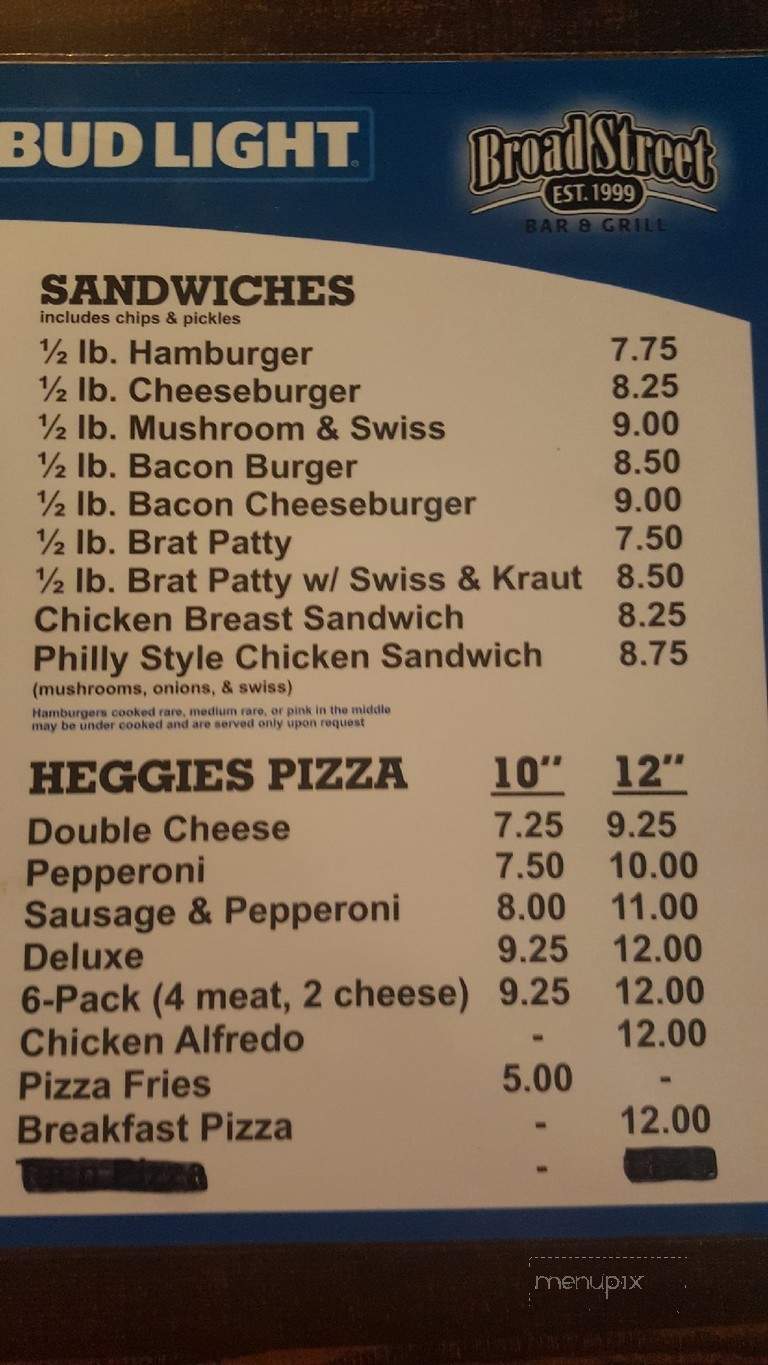 BUD LIGHT
Broad Street
EST. 1999
BAR & GRILL
SANDWICHES
includes chips & pickles
½ lb. Hamburger 7.75
½ lb. Cheeseburger 8.25
½ lb. Mushroom & Swiss 9.00
½ lb. Bacon Burger 8.50
½ lb. Bacon Cheeseburger 9.00
½ lb. Brat Patty 7.50
½ lb. Brat Patty w/ Swiss & Kraut 8.50
Chicken Breast Sandwich 8.25
Philly Style Chicken Sandwich 8.75
(mushrooms, onions, & swiss)
Hamburgers cooked rare, medium rare, or pink in the middle
may be under cooked and are served only upon request
HEGGIES PIZZA 10" 12"
Double Cheese 7.25 9.25
Pepperoni 7.50 10.00
Sausage & Pepperoni 8.00 11.00
Deluxe 9.25 12.00
6-Pack (4 meat, 2 cheese) 9.25 12.00
Chicken Alfredo - 12.00
Pizza Fries 5.00 -
Breakfast Pizza - 12.00
Pizza -
menupix